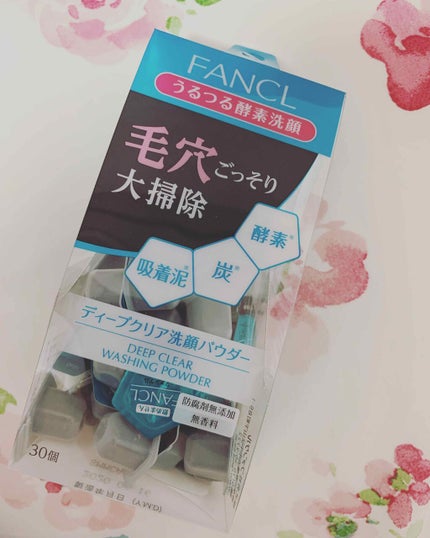 FANCL
うるつる酵素洗顔
毛穴ごっそり
大掃除
酵素※
炭※
吸着泥※
ディープクリア洗顔パウダー
DEEP CLEAR
WASHING POWDER
FANCL
防腐剤無添加
無香料
30個